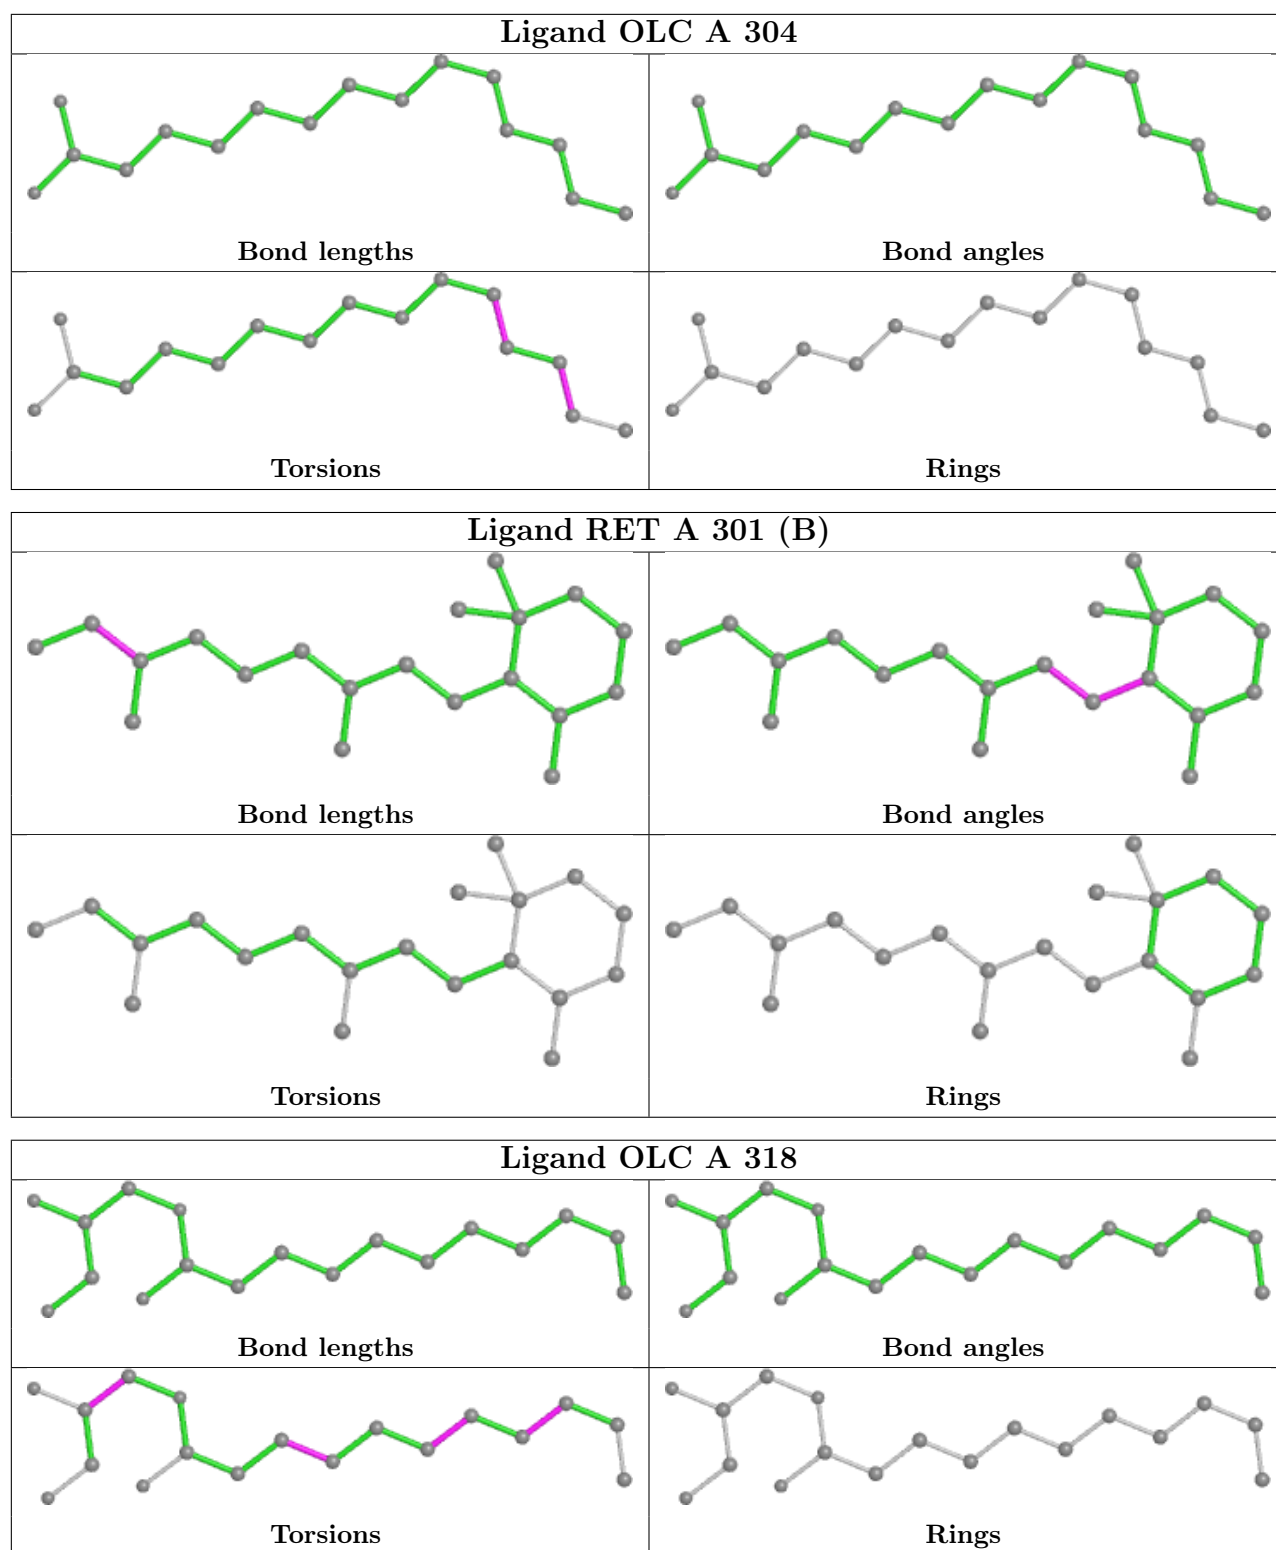 Ligand OLC A 304
Bond lengths
Bond angles
Torsions
Rings
Ligand RET A 301 (B)
Bond lengths
Bond angles
Torsions
Rings
Ligand OLC A 318
Bond lengths
Bond angles
Torsions
Rings